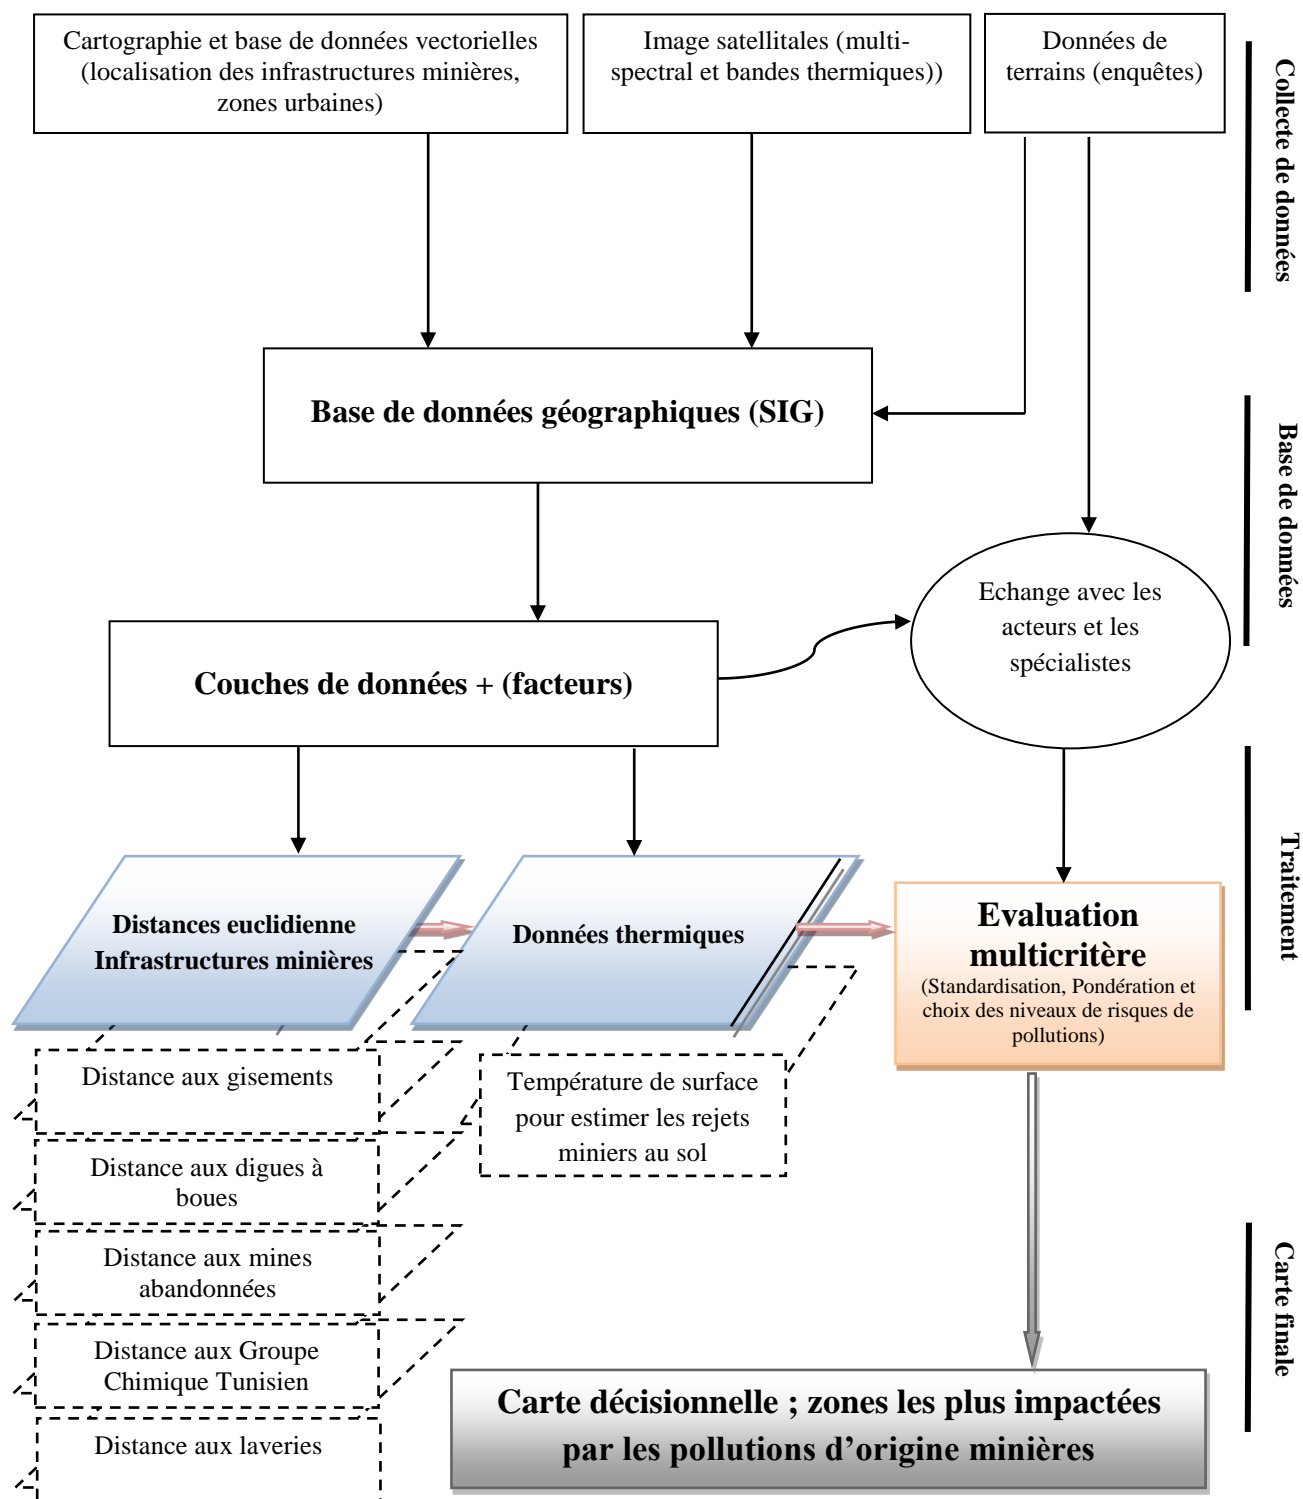 Cartographie et base de données vectorielles
(localisation des infrastructures minières,
zones urbaines)
Image satellitales (multi-
spectral et bandes thermiques))
Données de
terrains (enquêtes)
Collecte de données
Base de données géographiques (SIG)
Base de données
Echange avec les
acteurs et les
spécialistes
Couches de données + (facteurs)
Traitement
Distances euclidienne
Infrastructures minières
Données thermiques
Evaluation
multicritère
(Standardisation, Pondération et
choix des niveaux de risques de
pollutions)
Distance aux gisements
Température de surface
pour estimer les rejets
miniers au sol
Distance aux digues à
boues
Distance aux mines
abandonnées
Distance aux Groupe
Chimique Tunisien
Distance aux laveries
Carte finale
Carte décisionnelle ; zones les plus impactées
par les pollutions d’origine minières